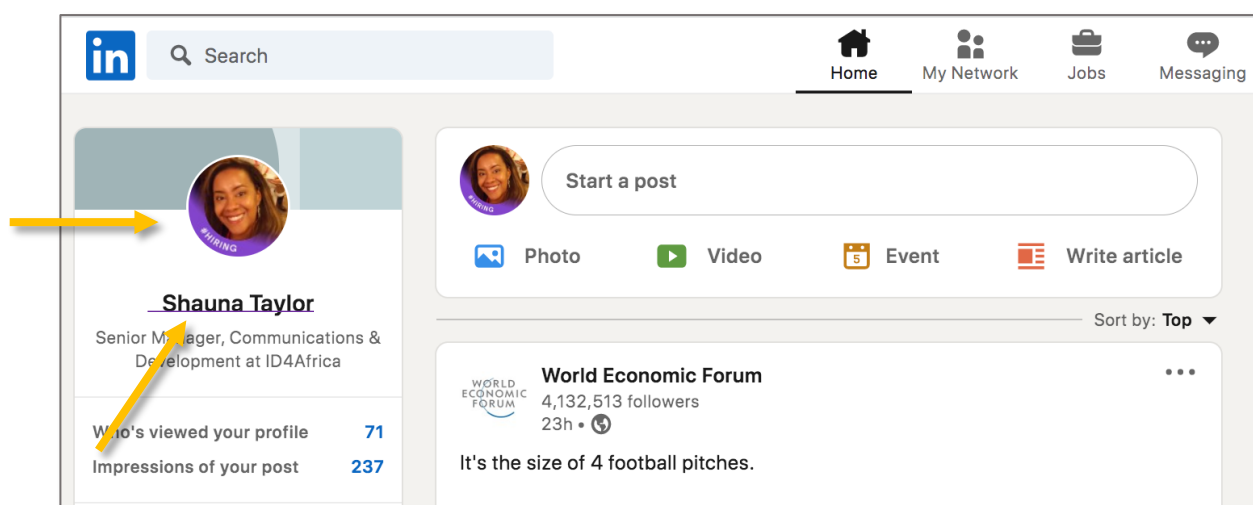 in
Search
Home
My Network
Jobs
Messaging
#HIRING
Shauna Taylor
Senior Manager, Communications &
Development at ID4Africa
Who's viewed your profile 71
Impressions of your post 237
#HIRING
Start a post
Photo
Video
5
Event
Write article
Sort by: Top
WORLD
ECONOMIC
FORUM
World Economic Forum
4,132,513 followers
23h •
It's the size of 4 football pitches.